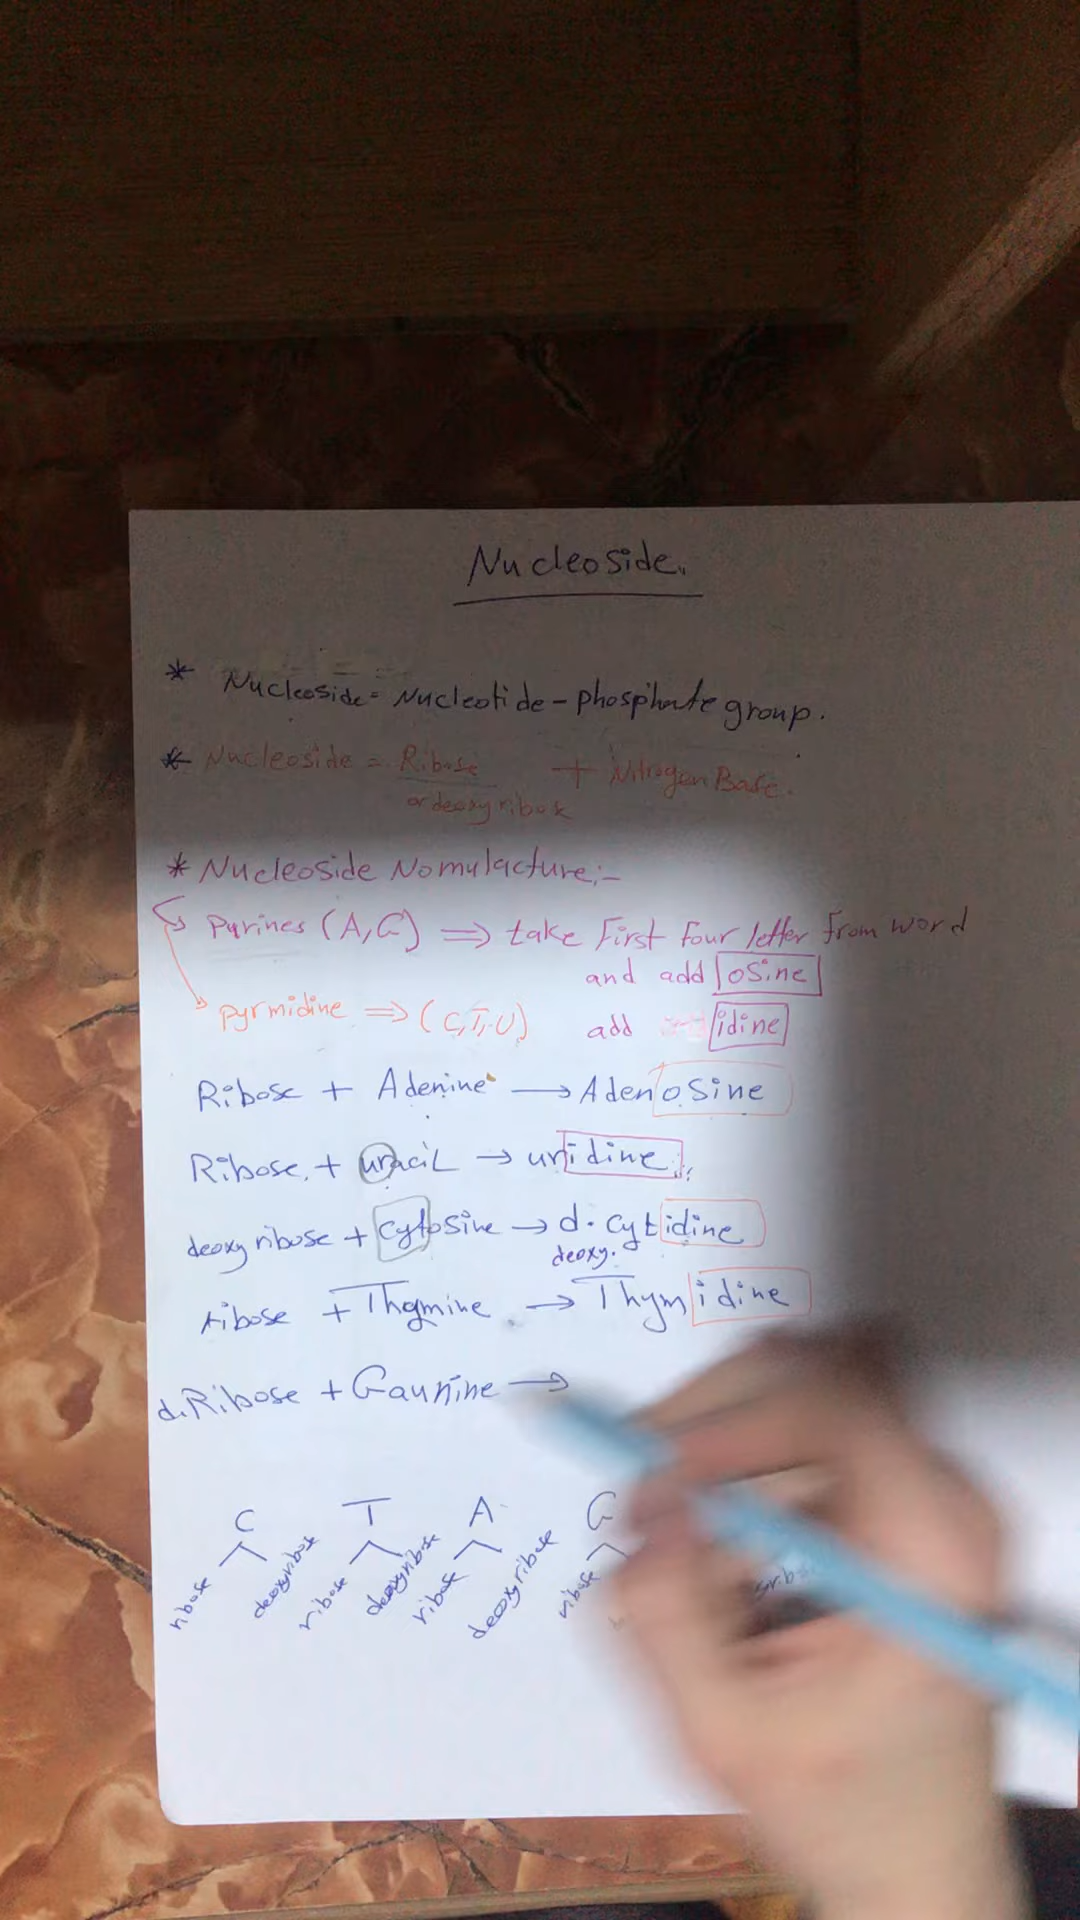 Nucleoside.
* Nucleoside = Nucleotide - phosphate group.
* Nucleoside = Ribose + Nitrogen Base.
or deoxy ribose
* Nucleoside Nomulacture:-
Purines (A, G) ⇒ take First Four letter From word
and add osine
pyrmidine ⇒ (C, T, U) add idine
Ribose + Adenine → Adenosine
Ribose. + uraciL → uridine
deoxy ribose + cytosine → d. cytidine
deoxy.
ribose + Thymine → Thymidine
d.Ribose + Gaunine →
C T A G
ribose deoxyribose ribose deoxyribose ribose deoxyribose ribose